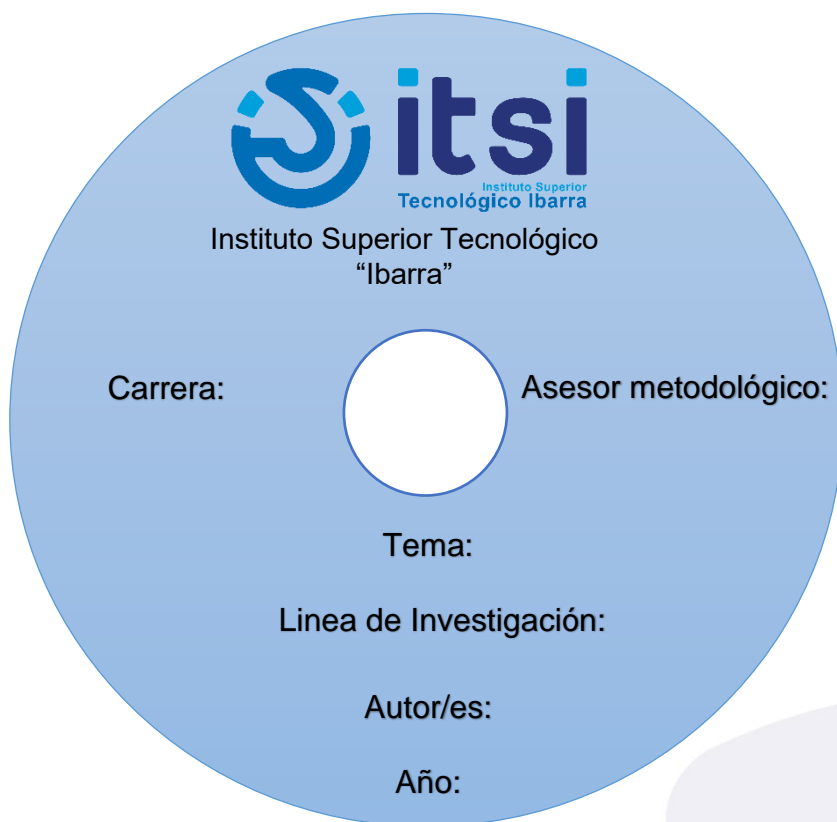 itsi
Instituto Superior
Tecnológico Ibarra
Instituto Superior Tecnológico
“Ibarra”
Carrera:
Asesor metodológico:
Tema:
Linea de Investigación:
Autor/es:
Año: